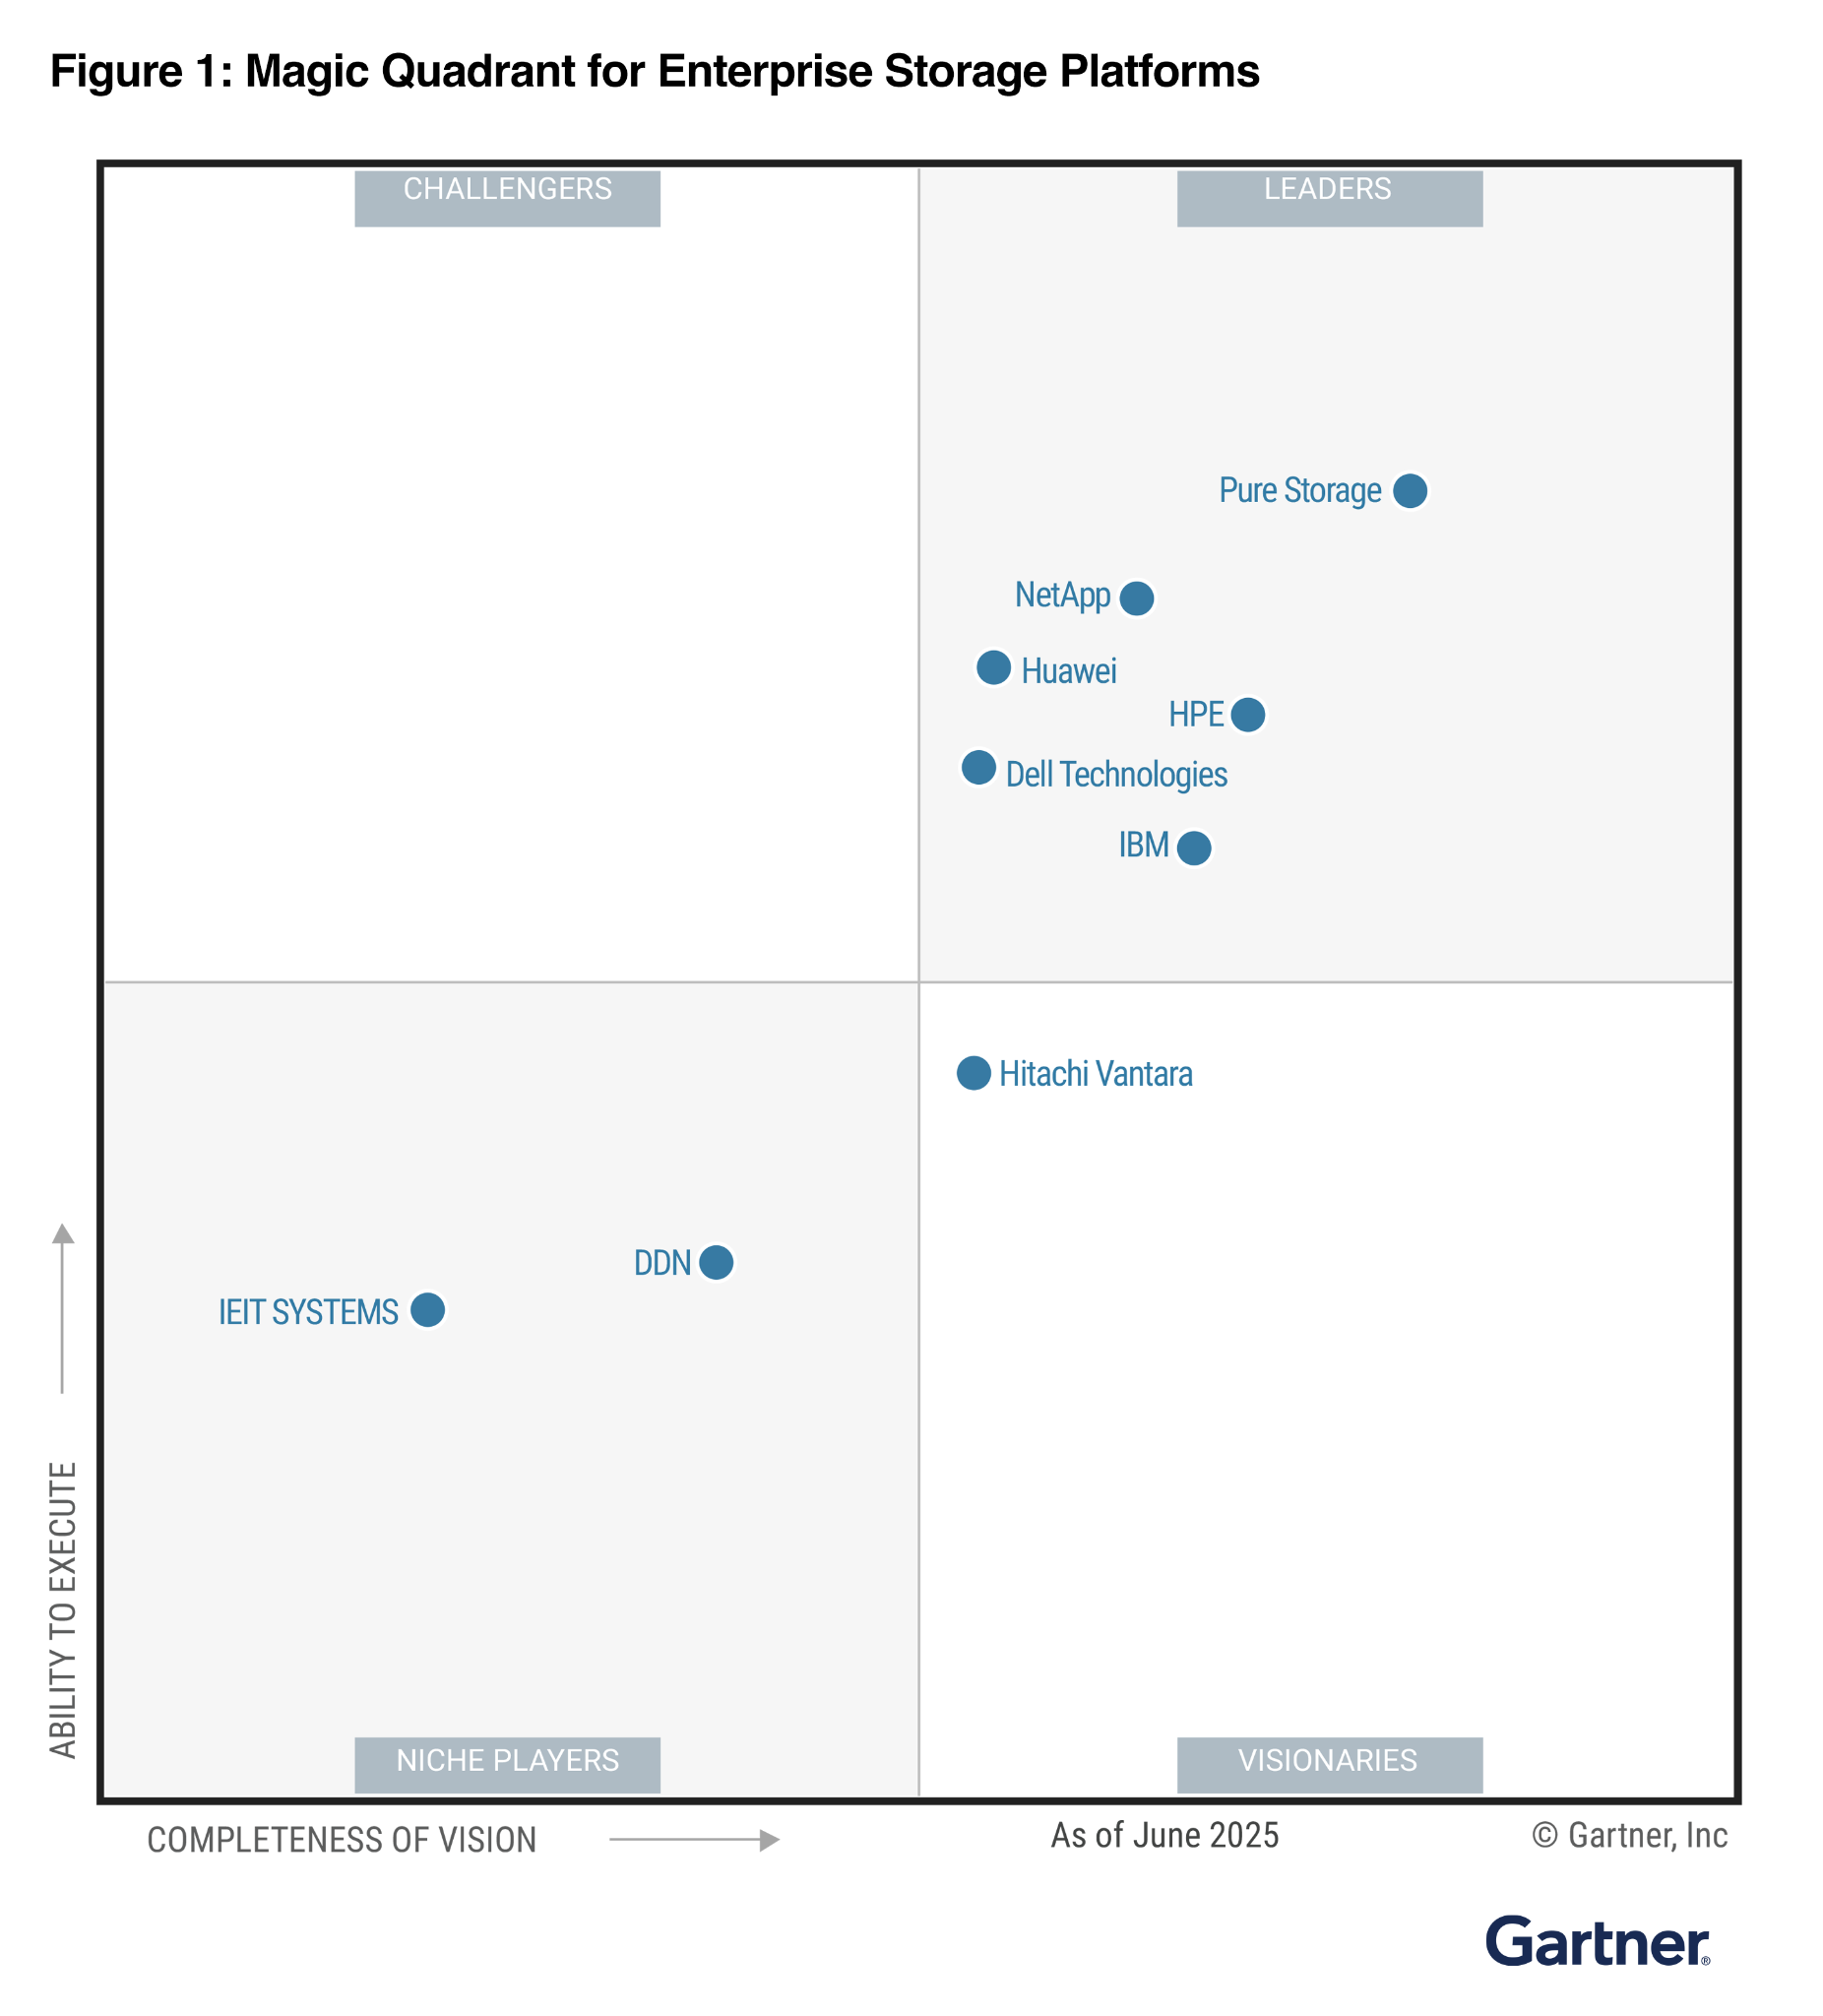 Figure 1: Magic Quadrant for Enterprise Storage Platforms
CHALLENGERS
LEADERS
Pure Storage
NetApp
Huawei
HPE
Dell Technologies
IBM
Hitachi Vantara
DDN
IEIT SYSTEMS
ABILITY TO EXECUTE
NICHE PLAYERS
VISIONARIES
COMPLETENESS OF VISION
As of June 2025
© Gartner, Inc
Gartner®